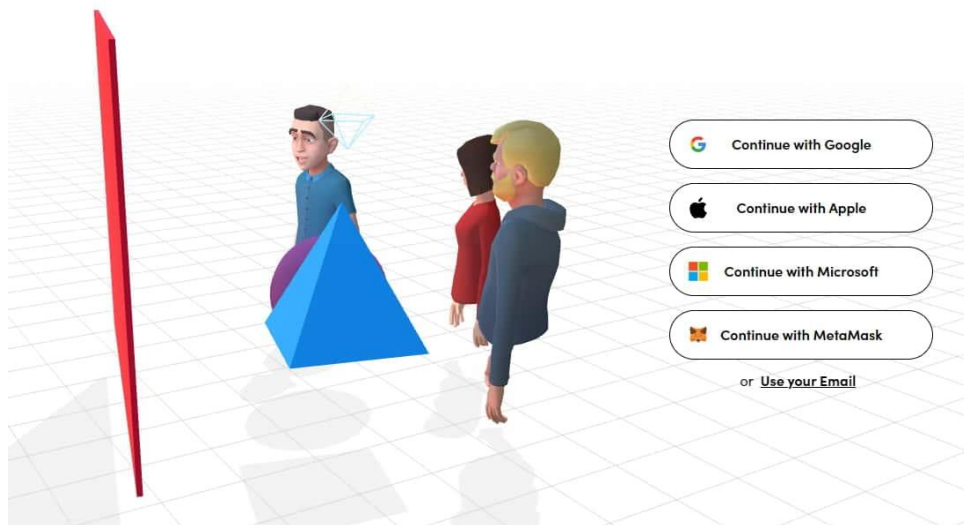 Continue with Google
Continue with Apple
Continue with Microsoft
Continue with MetaMask
or Use your Email